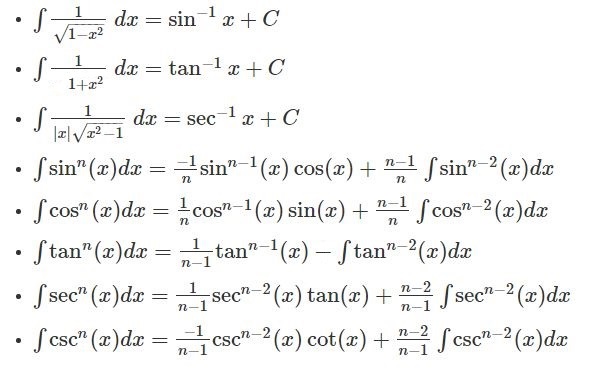 • ∫ 1/√(1−x²) dx = sin⁻¹ x + C
• ∫ 1/(1+x²) dx = tan⁻¹ x + C
• ∫ 1/(|x|√(x²−1)) dx = sec⁻¹ x + C
• ∫ sinⁿ(x)dx = (−1/n) sinⁿ⁻¹(x) cos(x) + ((n−1)/n) ∫ sinⁿ⁻²(x)dx
• ∫ cosⁿ(x)dx = (1/n) cosⁿ⁻¹(x) sin(x) + ((n−1)/n) ∫ cosⁿ⁻²(x)dx
• ∫ tanⁿ(x)dx = (1/(n−1)) tanⁿ⁻¹(x) − ∫ tanⁿ⁻²(x)dx
• ∫ secⁿ(x)dx = (1/(n−1)) secⁿ⁻²(x) tan(x) + ((n−2)/(n−1)) ∫ secⁿ⁻²(x)dx
• ∫ cscⁿ(x)dx = (−1/(n−1)) cscⁿ⁻²(x) cot(x) + ((n−2)/(n−1)) ∫ cscⁿ⁻²(x)dx